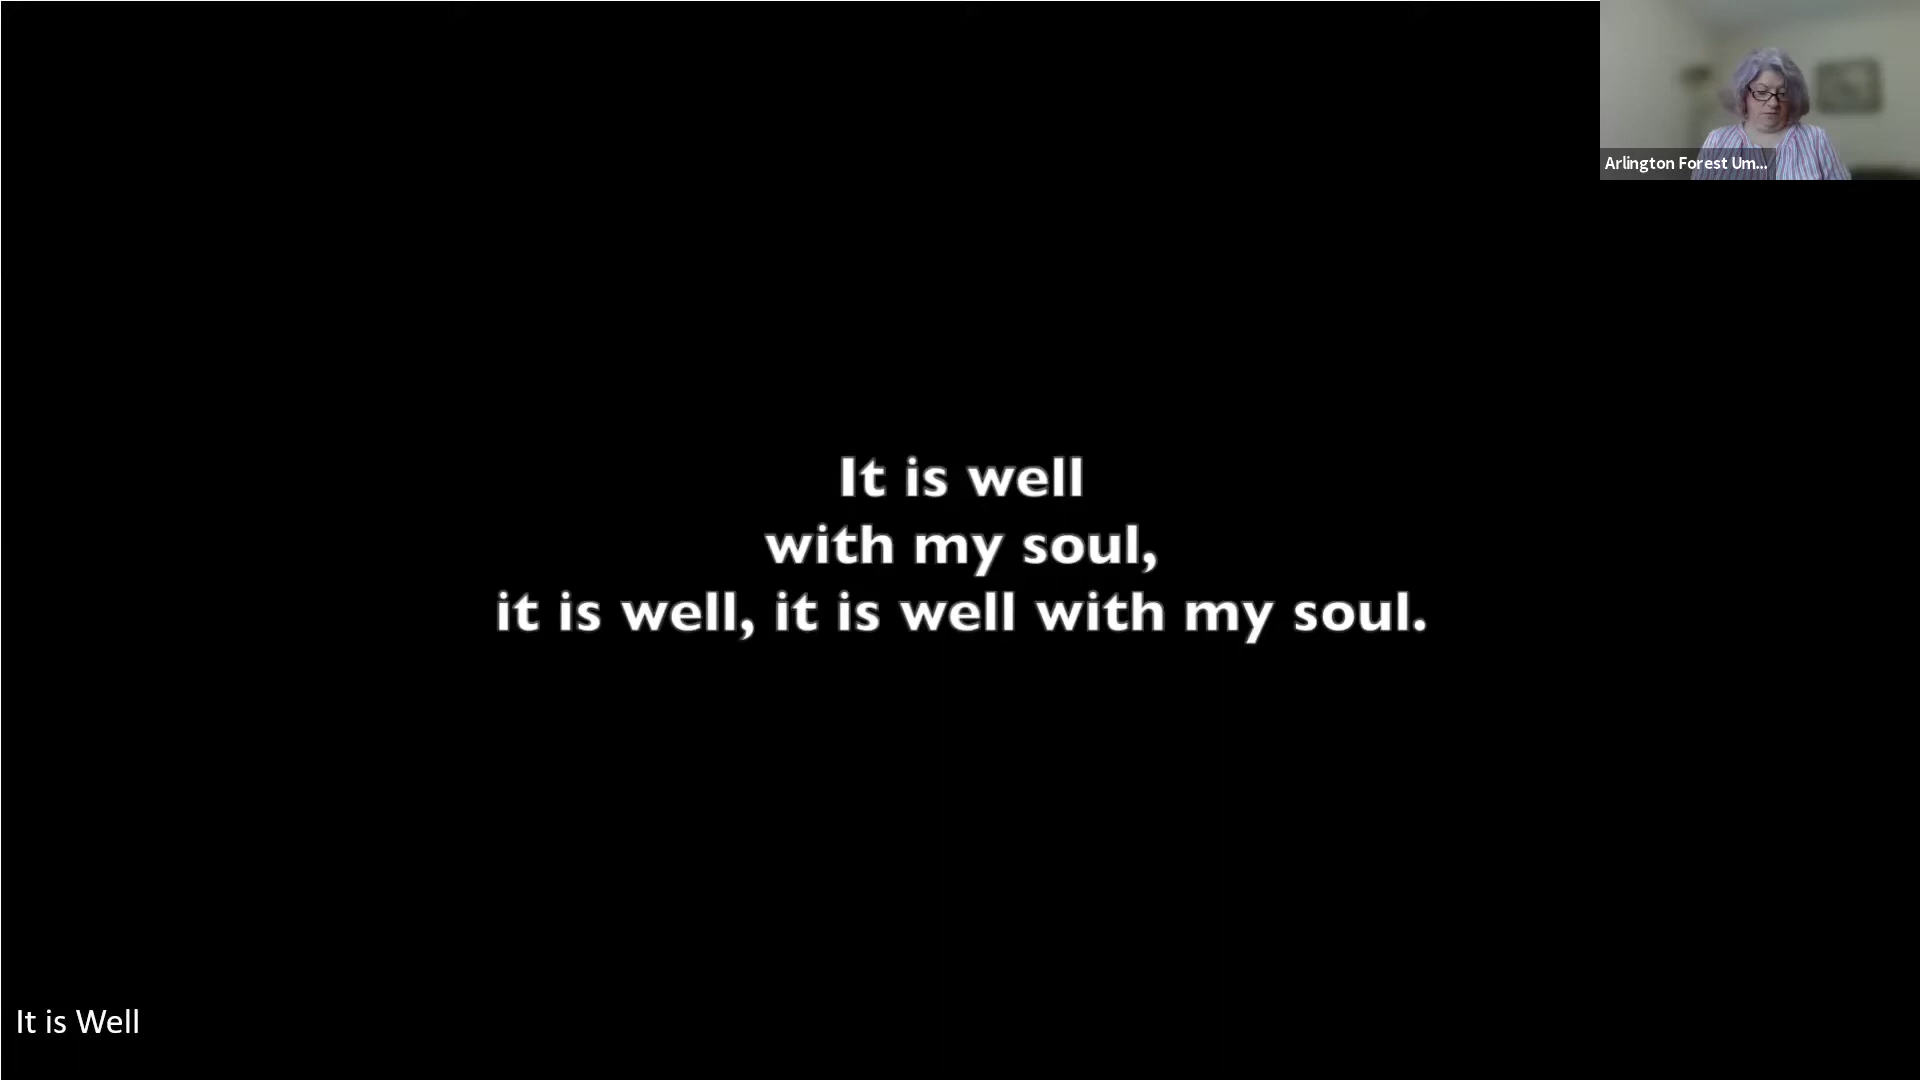 Arlington Forest Um...
It is well
with my soul,
it is well, it is well with my soul.
It is Well